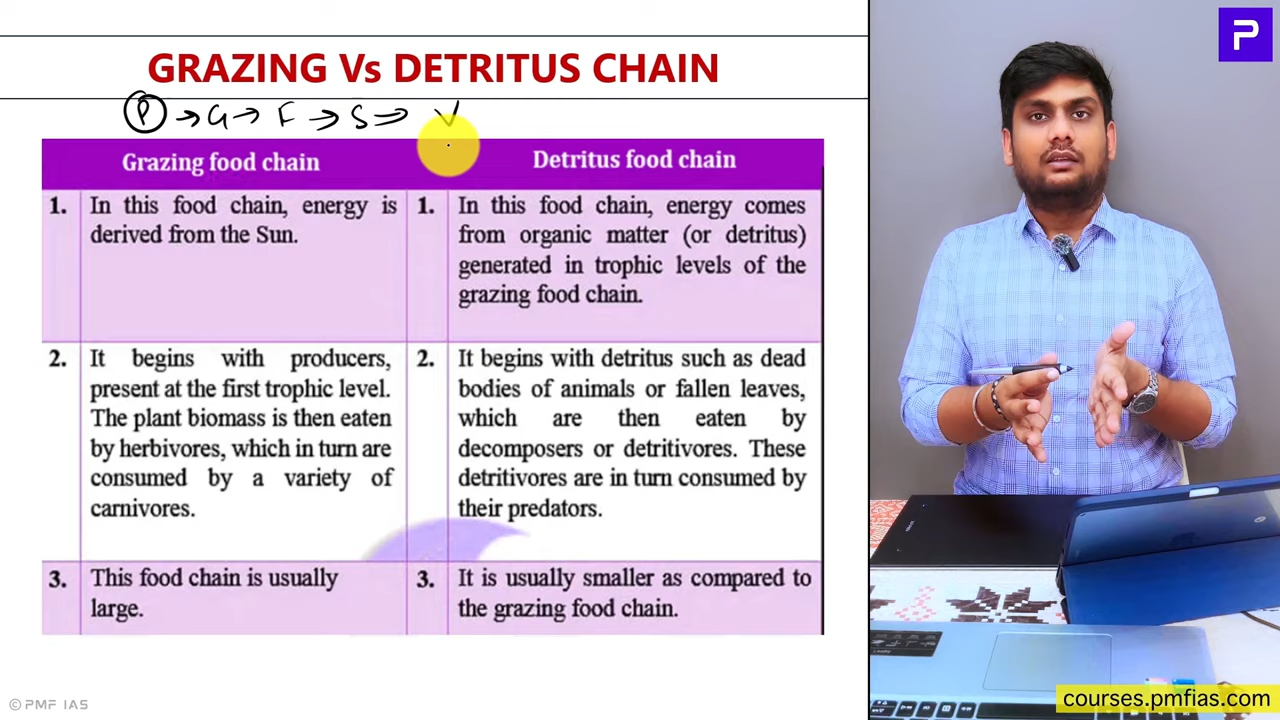 P
GRAZING Vs DETRITUS CHAIN
P → G → F → S → V
Grazing food chain
Detritus food chain
1.
In this food chain, energy is
derived from the Sun.
1.
In this food chain, energy comes
from organic matter (or detritus)
generated in trophic levels of the
grazing food chain.
2.
It begins with producers,
present at the first trophic level.
The plant biomass is then eaten
by herbivores, which in turn are
consumed by a variety of
carnivores.
2.
It begins with detritus such as dead
bodies of animals or fallen leaves,
which are then eaten by
decomposers or detritivores. These
detritivores are in turn consumed by
their predators.
3.
This food chain is usually
large.
3.
It is usually smaller as compared to
the grazing food chain.
© PMF IAS
courses.pmfias.com